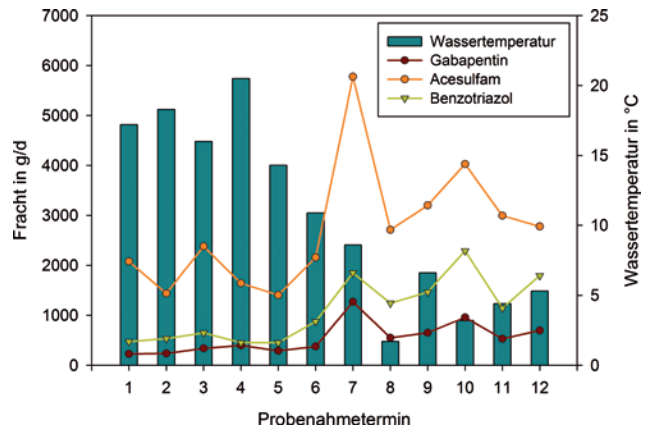 7000
6000
5000
4000
3000
2000
1000
0
Fracht in g/d
25
20
15
10
5
0
Wassertemperatur in °C
Wassertemperatur
Gabapentin
Acesulfam
Benzotriazol
1 2 3 4 5 6 7 8 9 10 11 12
Probenahmetermin